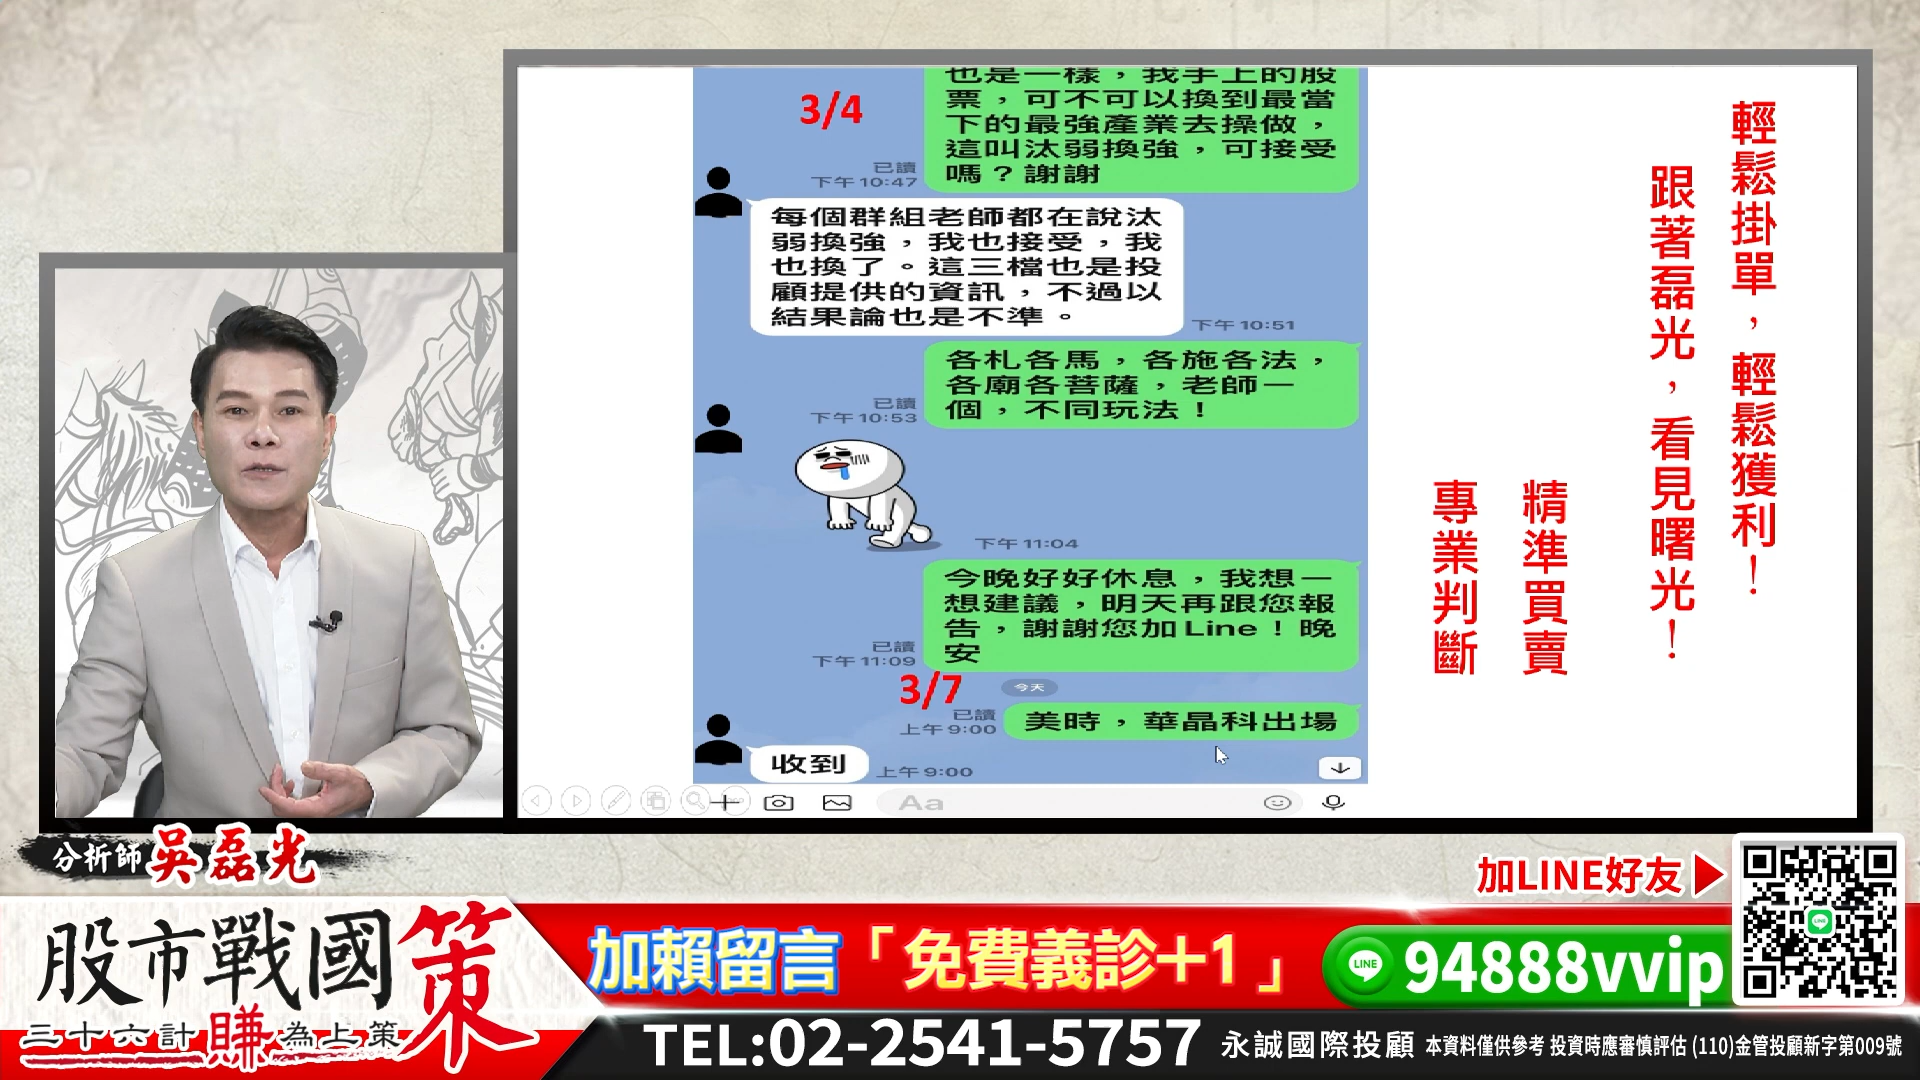 也是一樣，我手上的股
票，可不可以換到最當
下的最強產業去操做，
這叫汰弱換強，可接受
嗎？謝謝
3/4
已讀
下午10:47
每個群組老師都在說汰
弱換強，我也接受，我
也換了。這三檔也是投
顧提供的資訊，不過以
結果論也是不準。
下午10:51
各札各馬，各施各法，
各廟各菩薩，老師一
個，不同玩法！
已讀
下午10:53
下午11:04
今晚好好休息，我想一
想建議，明天再跟您報
告，謝謝您加Line！晚
安
已讀
下午11:09
3/7
今天
美時，華晶科出場
已讀
上午9:00
收到
上午9:00
Aa
輕鬆掛單，輕鬆獲利！
跟著磊光，看見曙光！
精準買賣
專業判斷
分析師吳磊光
加LINE好友
股市戰國策
三十六計賺為上策
加賴留言「免費義診+1」
LINE
94888vvip
TEL:02-2541-5757
永誠國際投顧
本資料僅供參考 投資時應審慎評估 (110)金管投顧新字第009號